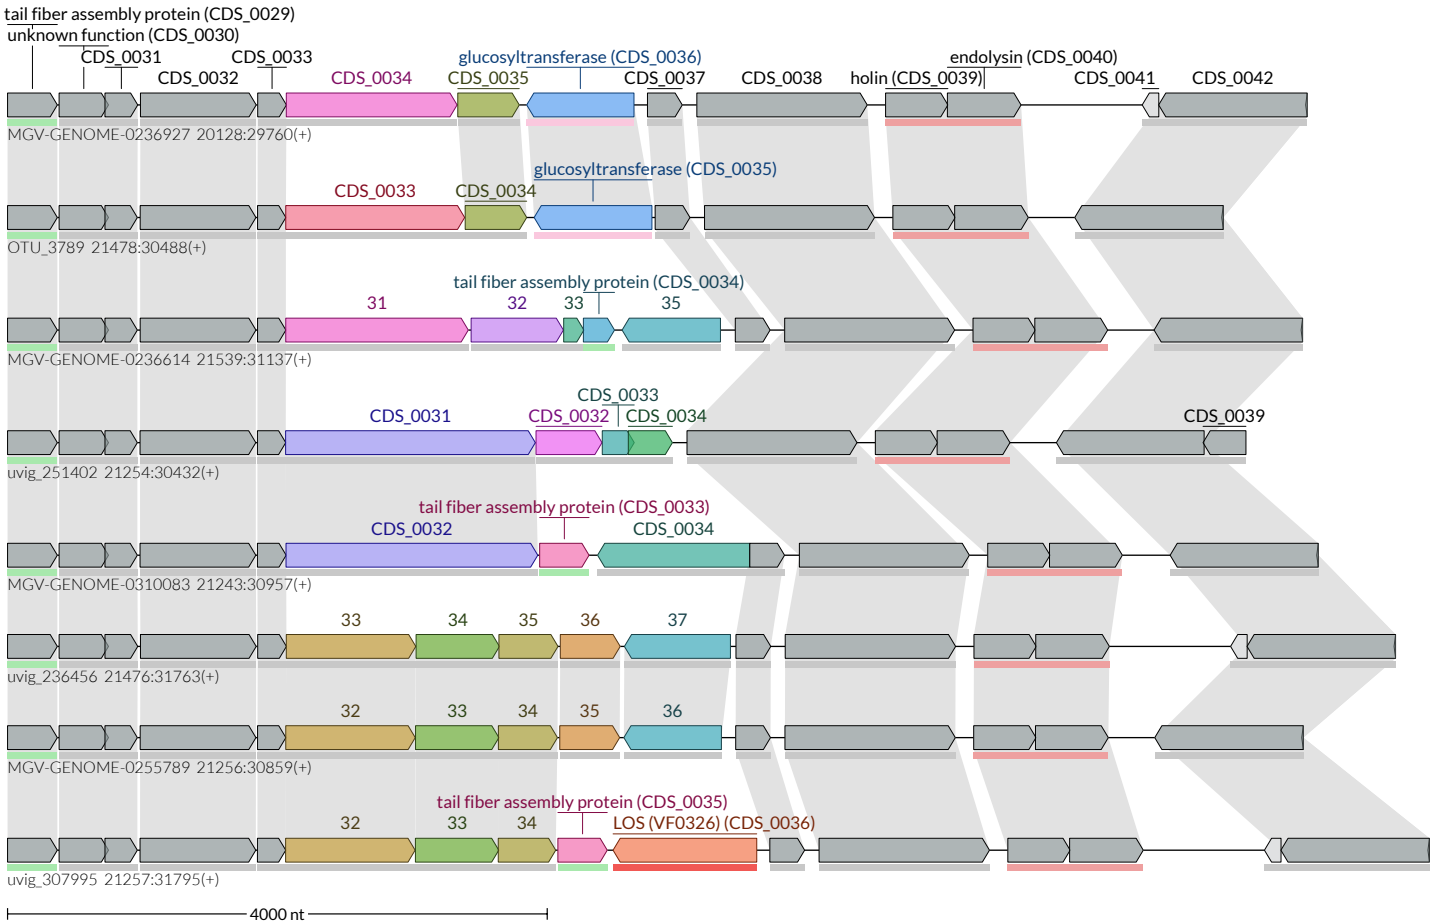 tail fiber assembly protein (CDS_0029)
unknown function (CDS_0030)
CDS_0031 CDS_0033 glucosyltransferase (CDS_0036) endolysin (CDS_0040)
CDS_0032 CDS_0034 CDS_0035 CDS_0037 CDS_0038 holin (CDS_0039) CDS_0041 CDS_0042
MGV-GENOME-0236927 20128:29760(+)
glucosyltransferase (CDS_0035)
CDS_0033 CDS_0034
OTU_3789 21478:30488(+)
tail fiber assembly protein (CDS_0034)
31 32 33 35
MGV-GENOME-0236614 21539:31137(+)
CDS_0033
CDS_0031 CDS_0032 CDS_0034 CDS_0039
uvig_251402 21254:30432(+)
tail fiber assembly protein (CDS_0033)
CDS_0032 CDS_0034
MGV-GENOME-0310083 21243:30957(+)
33 34 35 36 37
uvig_236456 21476:31763(+)
32 33 34 35 36
MGV-GENOME-0255789 21256:30859(+)
tail fiber assembly protein (CDS_0035)
32 33 34 LOS (VF0326) (CDS_0036)
uvig_307995 21257:31795(+)
4000 nt